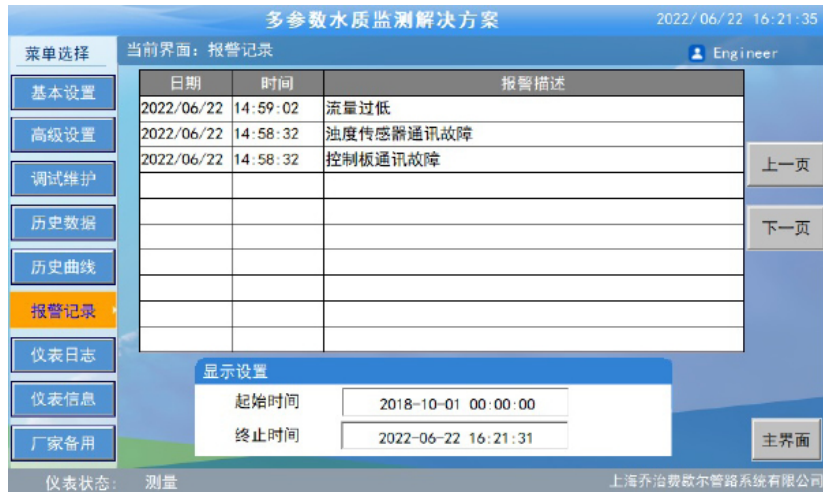 多参数水质监测解决方案 2022/06/22 16:21:35
菜单选择 当前界面：报警记录 Engineer
基本设置
高级设置
调试维护
历史数据
历史曲线
报警记录
仪表日志
仪表信息
厂家备用
日期 时间 报警描述
2022/06/22 14:59:02 流量过低
2022/06/22 14:58:32 浊度传感器通讯故障
2022/06/22 14:58:32 控制板通讯故障
上一页
下一页
显示设置
起始时间 2018-10-01 00:00:00
终止时间 2022-06-22 16:21:31
主界面
仪表状态： 测量 上海乔治费歇尔管路系统有限公司